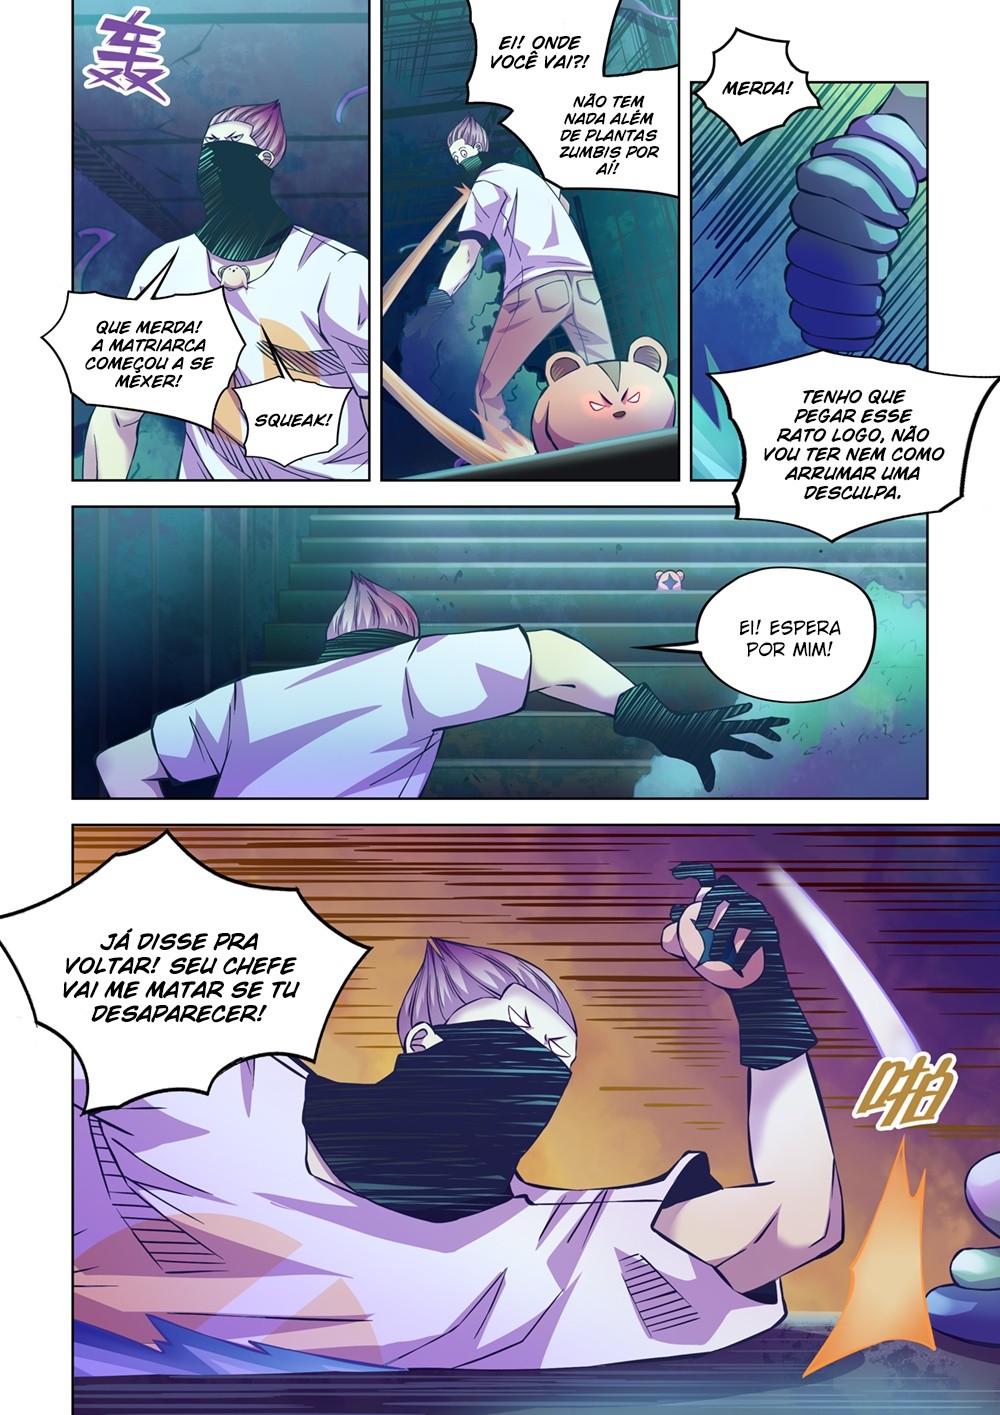 轰
QUE MERDA!
A MATRIARCA
COMEÇOU A SE
MEXER!
SQUEAK!
EI! ONDE
VOCÊ VAI?!
NÃO TEM
NADA ALÉM
DE PLANTAS
ZUMBIS POR
AÍ!
MERDA!
TENHO QUE
PEGAR ESSE
RATO LOGO, NÃO
VOU TER NEM COMO
ARRUMAR UMA
DESCULPA.
EI! ESPERA
POR MIM!
JÁ DISSE PRA
VOLTAR! SEU CHEFE
VAI ME MATAR SE TU
DESAPARECER!
啪